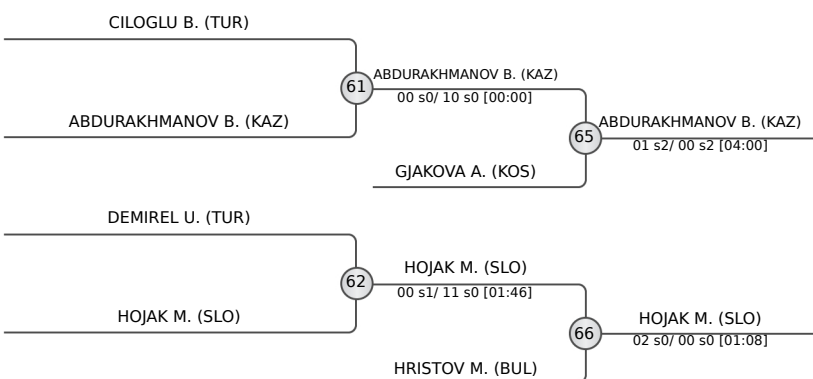 CILOGLU B. (TUR)
61
ABDURAKHMANOV B. (KAZ)
00 s0/ 10 s0 [00:00]
ABDURAKHMANOV B. (KAZ)
65
ABDURAKHMANOV B. (KAZ)
01 s2/ 00 s2 [04:00]
GJAKOVA A. (KOS)
DEMIREL U. (TUR)
62
HOJAK M. (SLO)
00 s1/ 11 s0 [01:46]
HOJAK M. (SLO)
66
HOJAK M. (SLO)
02 s0/ 00 s0 [01:08]
HRISTOV M. (BUL)